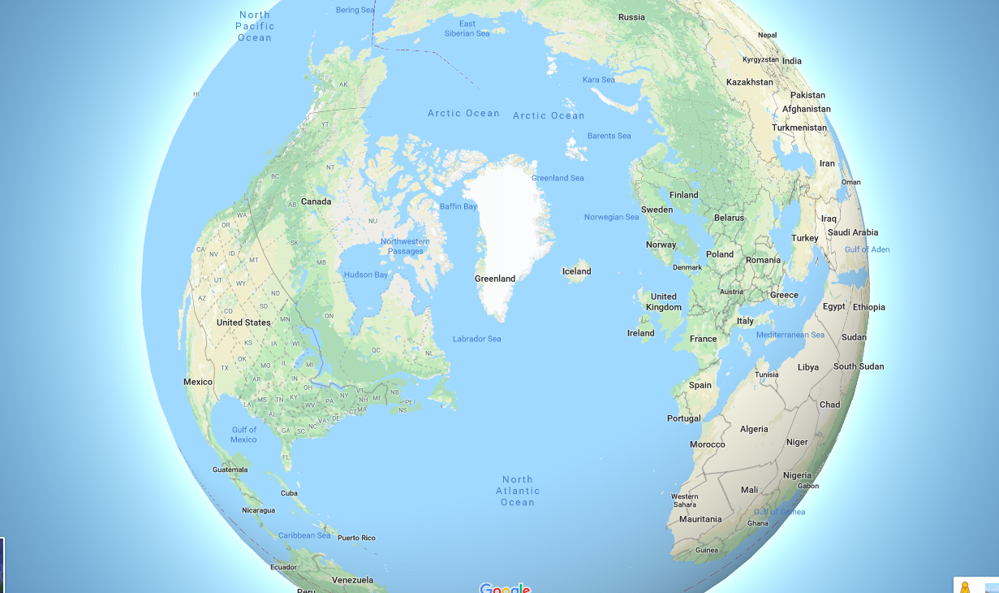 North
Pacific
Ocean
Bering Sea
East
Siberian Sea
Russia
Nepal
Kyrgyzstan
India
Kara Sea
Kazakhstan
AK
HI
Pakistan
Afghanistan
Arctic Ocean
Arctic Ocean
YT
Turkmenistan
Barents Sea
NT
Iran
BC
Greenland Sea
Oman
Finland
Canada
AB
Baffin Bay
Sweden
WA
Norwegian Sea
Belarus
Iraq
NU
OR
Saudi Arabia
Turkey
Northwestern
Passages
SK
Norway
CA
NV
ID
MT
Gulf of Aden
Poland
Romania
MB
Denmark
Iceland
Hudson Bay
Greenland
UT
WY
ND
Austria
Greece
United
Kingdom
AZ
CO
SD
MN
ON
Egypt
Ethiopia
United States
Italy
Ireland
Mediterranean Sea
Labrador Sea
France
Sudan
KS
IA
WI
QC
NL
OK
MO
IL
MI
TX
Libya
South Sudan
Tunisia
Mexico
AR
IN
OH
Spain
LA
MS
TN
KY
WV
PA
NY
VT
NH
ME
NB
PE
NS
CT
MA
Chad
AL
GA
SC
NC
VA
DE
Portugal
Algeria
Gulf of
Mexico
Morocco
Niger
FL
Guatemala
Nigeria
Gabon
North
Atlantic
Ocean
Cuba
Mali
Western
Sahara
Nicaragua
Gulf of Guinea
Mauritania
Ghana
Caribbean Sea
Puerto Rico
Guinea
Ecuador
Venezuela
Peru
Google